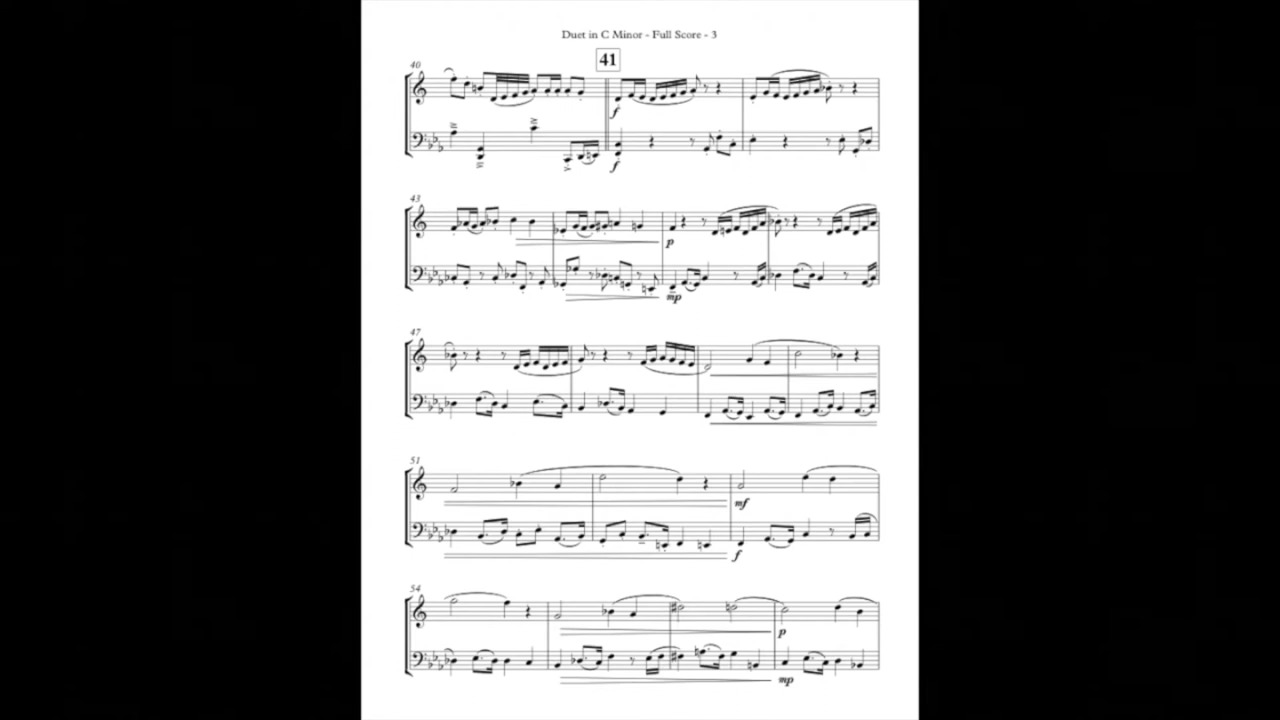 Duet in C Minor - Full Score - 3
41
40
f
f
43
p
mp
47
51
mf
f
54
p
mp